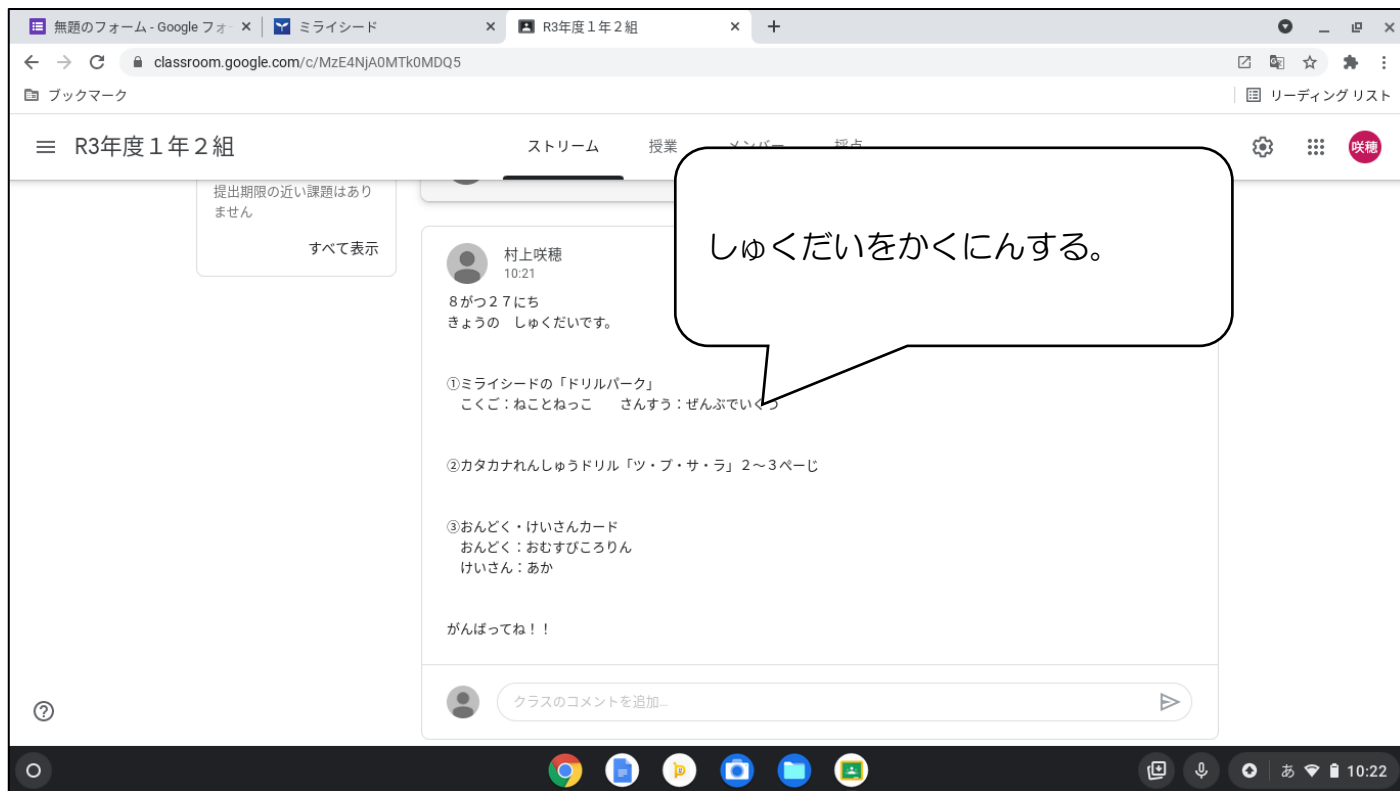 無題のフォーム - Google フォ
ミライシード
R3年度１年２組
classroom.google.com/c/MzE4NjA0MTk0MDQ5
ブックマーク
リーディング リスト
R3年度１年２組
ストリーム
授業
メンバー
採点
咲穂
提出期限の近い課題はあり
ません
すべて表示
しゅくだいをかくにんする。
村上咲穂
10:21
８がつ２７にち
きょうの　しゅくだいです。
①ミライシードの「ドリルパーク」
こくご：ねことねっこ　　さんすう：ぜんぶでいくつ
②カタカナれんしゅうドリル「ツ・プ・サ・ラ」２～３ぺーじ
③おんどく・けいさんカード
おんどく：おむすびころりん
けいさん：あか
がんばってね！！
クラスのコメントを追加...
あ
10:22